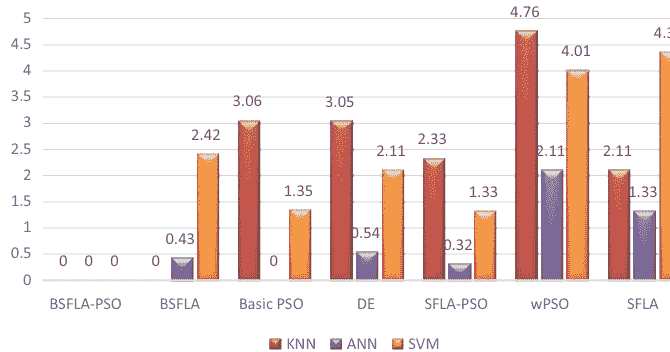 5
4.5
4
3.5
3
2.5
2
1.5
1
0.5
0
0 0 0
0 0.43 2.42
3.06 0 1.35
3.05 0.54 2.11
2.33 0.32 1.33
4.76 2.11 4.01
2.11 1.33
BSFLA-PSO BSFLA Basic PSO DE SFLA-PSO wPSO SFLA
KNN ANN SVM